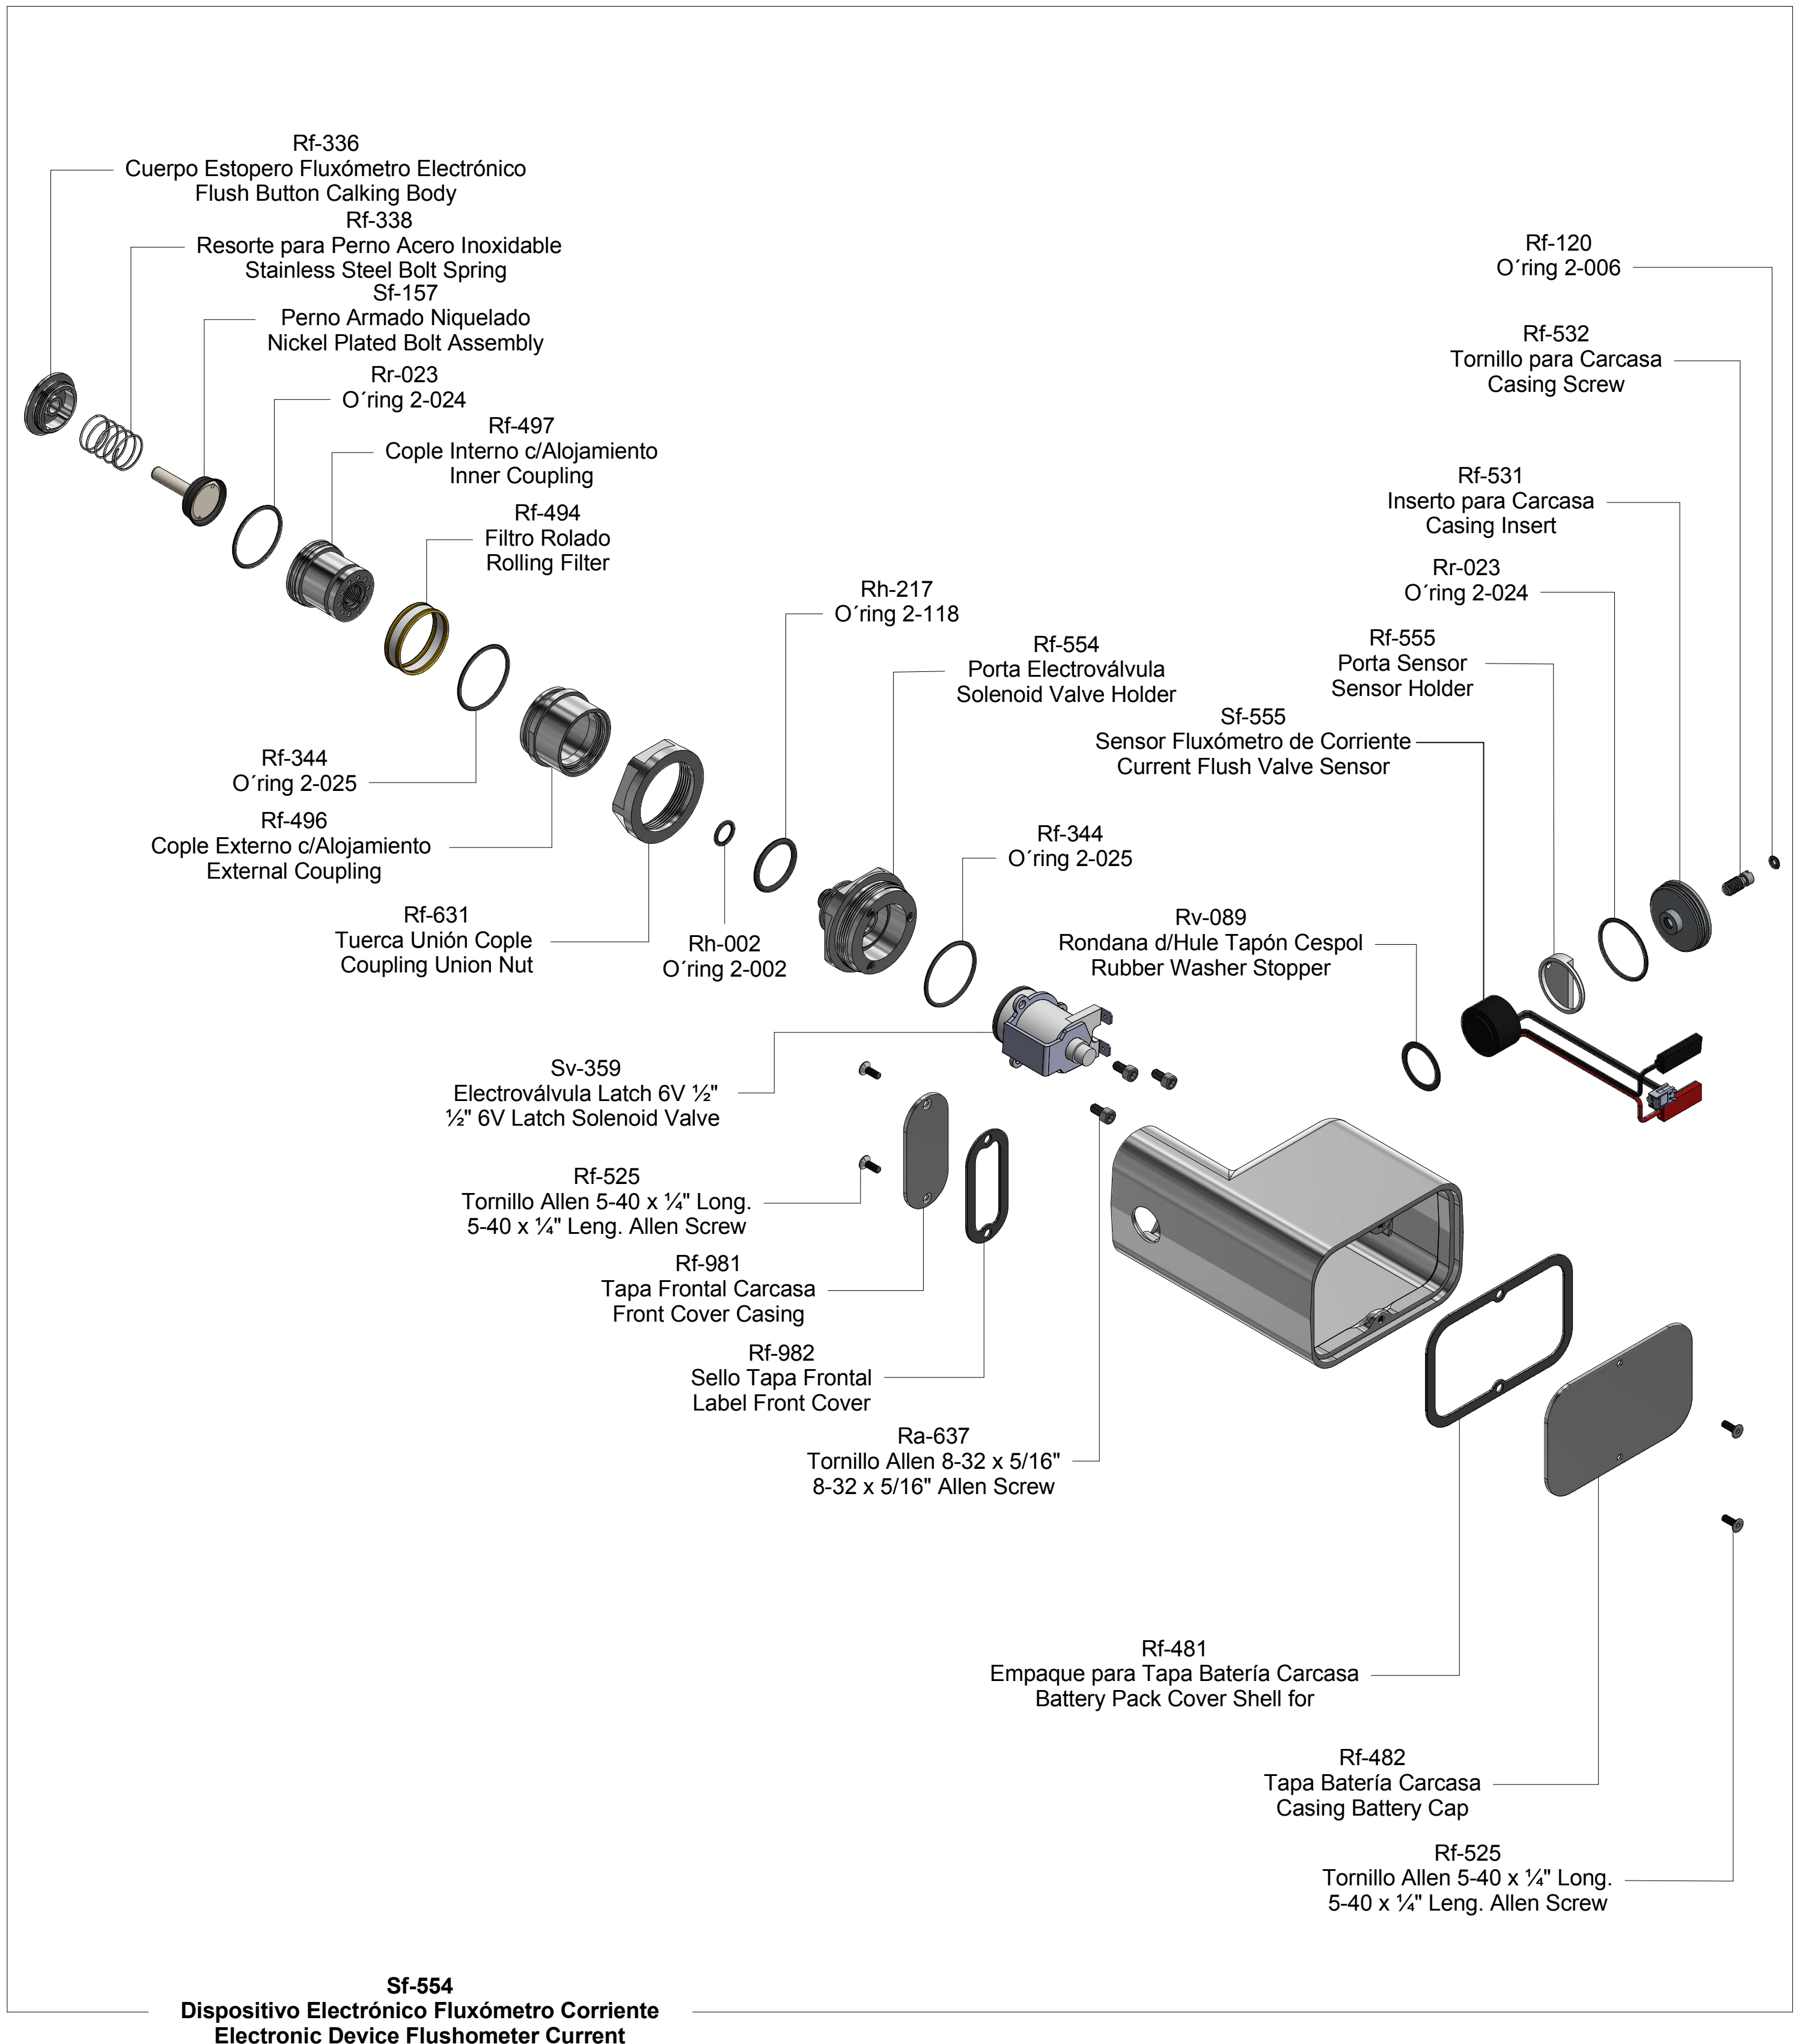 Rf-336
Cuerpo Estopero Fluxómetro Electrónico
Flush Button Calking Body
Rf-338
Resorte para Perno Acero Inoxidable
Stainless Steel Bolt Spring
Sf-157
Perno Armado Niquelado
Nickel Plated Bolt Assembly
Rr-023
O´ring 2-024
Rf-497
Cople Interno c/Alojamiento
Inner Coupling
Rf-494
Filtro Rolado
Rolling Filter
Rf-120
O´ring 2-006
Rf-532
Tornillo para Carcasa
Casing Screw
Rf-531
Inserto para Carcasa
Casing Insert
Rr-023
O´ring 2-024
Rf-555
Porta Sensor
Sensor Holder
Sf-555
Sensor Fluxómetro de Corriente
Current Flush Valve Sensor
Rh-217
O´ring 2-118
Rf-554
Porta Electroválvula
Solenoid Valve Holder
Rf-344
O´ring 2-025
Rf-496
Cople Externo c/Alojamiento
External Coupling
Rf-631
Tuerca Unión Cople
Coupling Union Nut
Rh-002
O´ring 2-002
Rf-344
O´ring 2-025
Rv-089
Rondana d/Hule Tapón Cespol
Rubber Washer Stopper
Sv-359
Electroválvula Latch 6V ½"
½" 6V Latch Solenoid Valve
Rf-525
Tornillo Allen 5-40 x ¼" Long.
5-40 x ¼" Leng. Allen Screw
Rf-981
Tapa Frontal Carcasa
Front Cover Casing
Rf-982
Sello Tapa Frontal
Label Front Cover
Ra-637
Tornillo Allen 8-32 x 5/16"
8-32 x 5/16" Allen Screw
Rf-481
Empaque para Tapa Batería Carcasa
Battery Pack Cover Shell for
Rf-482
Tapa Batería Carcasa
Casing Battery Cap
Rf-525
Tornillo Allen 5-40 x ¼" Long.
5-40 x ¼" Leng. Allen Screw
Sf-554
Dispositivo Electrónico Fluxómetro Corriente
Electronic Device Flushometer Current